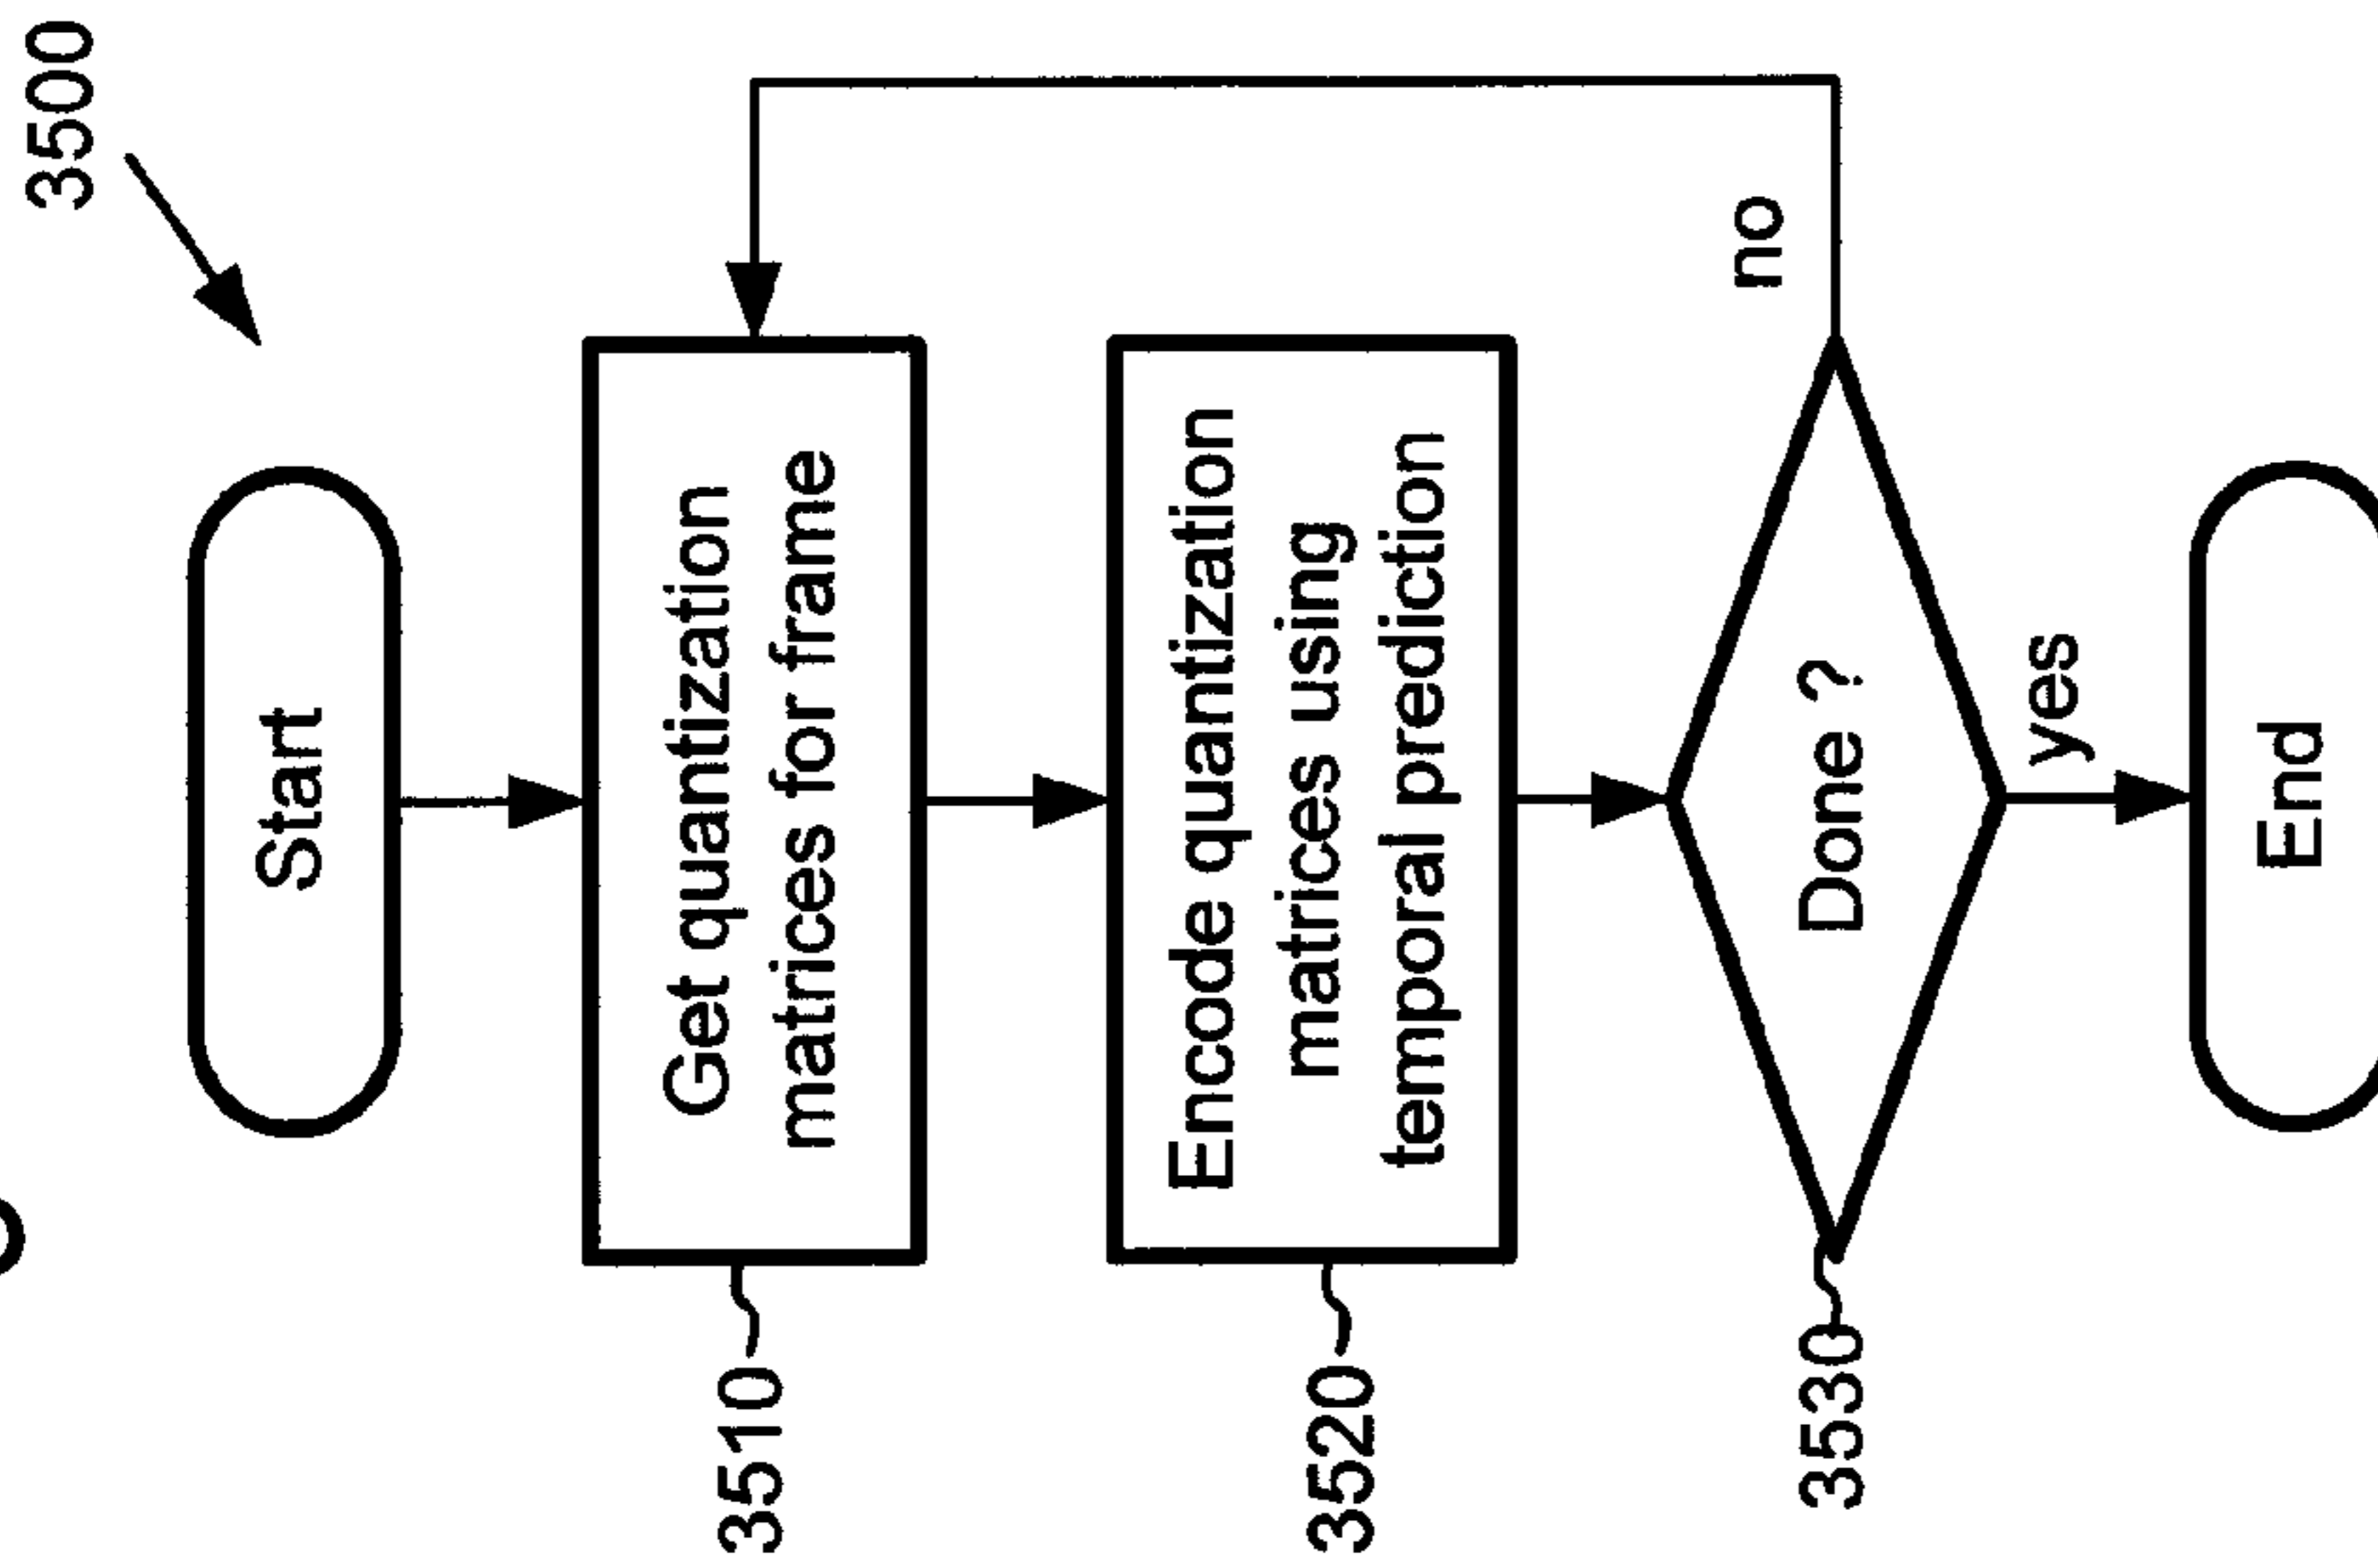 3500
Start
3510
Get quantization
matrices for frame
3520
Encode quantization
matrices using
temporal prediction
3530
Done ?
no
yes
End